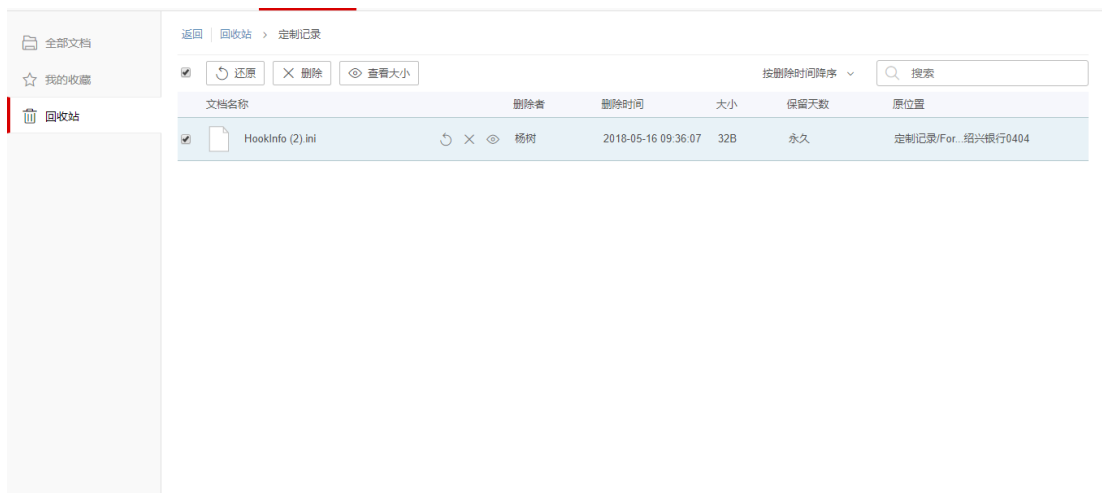 返回 回收站 > 定制记录
全部文档
我的收藏
回收站
还原 删除 查看大小 按删除时间降序 搜索
文档名称 删除者 删除时间 大小 保留天数 原位置
HookInfo (2).ini 杨树 2018-05-16 09:36:07 32B 永久 定制记录/For...绍兴银行0404